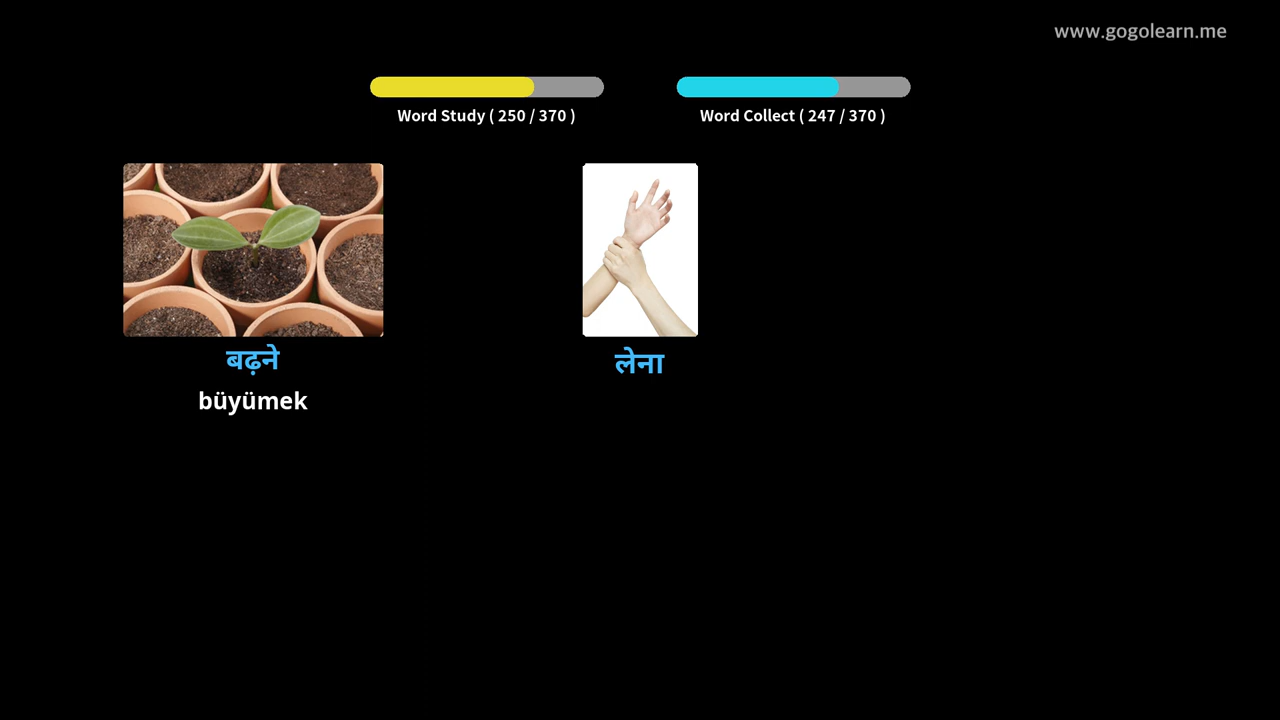 www.gogolearn.me
Word Study ( 250 / 370 )
Word Collect ( 247 / 370 )
बढ़ने
büyümek
लेना